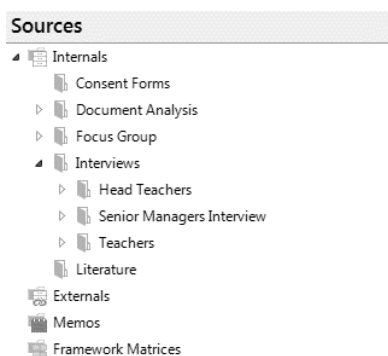 Sources
Internals
Consent Forms
Document Analysis
Focus Group
Interviews
Head Teachers
Senior Managers Interview
Teachers
Literature
Externals
Memos
Framework Matrices